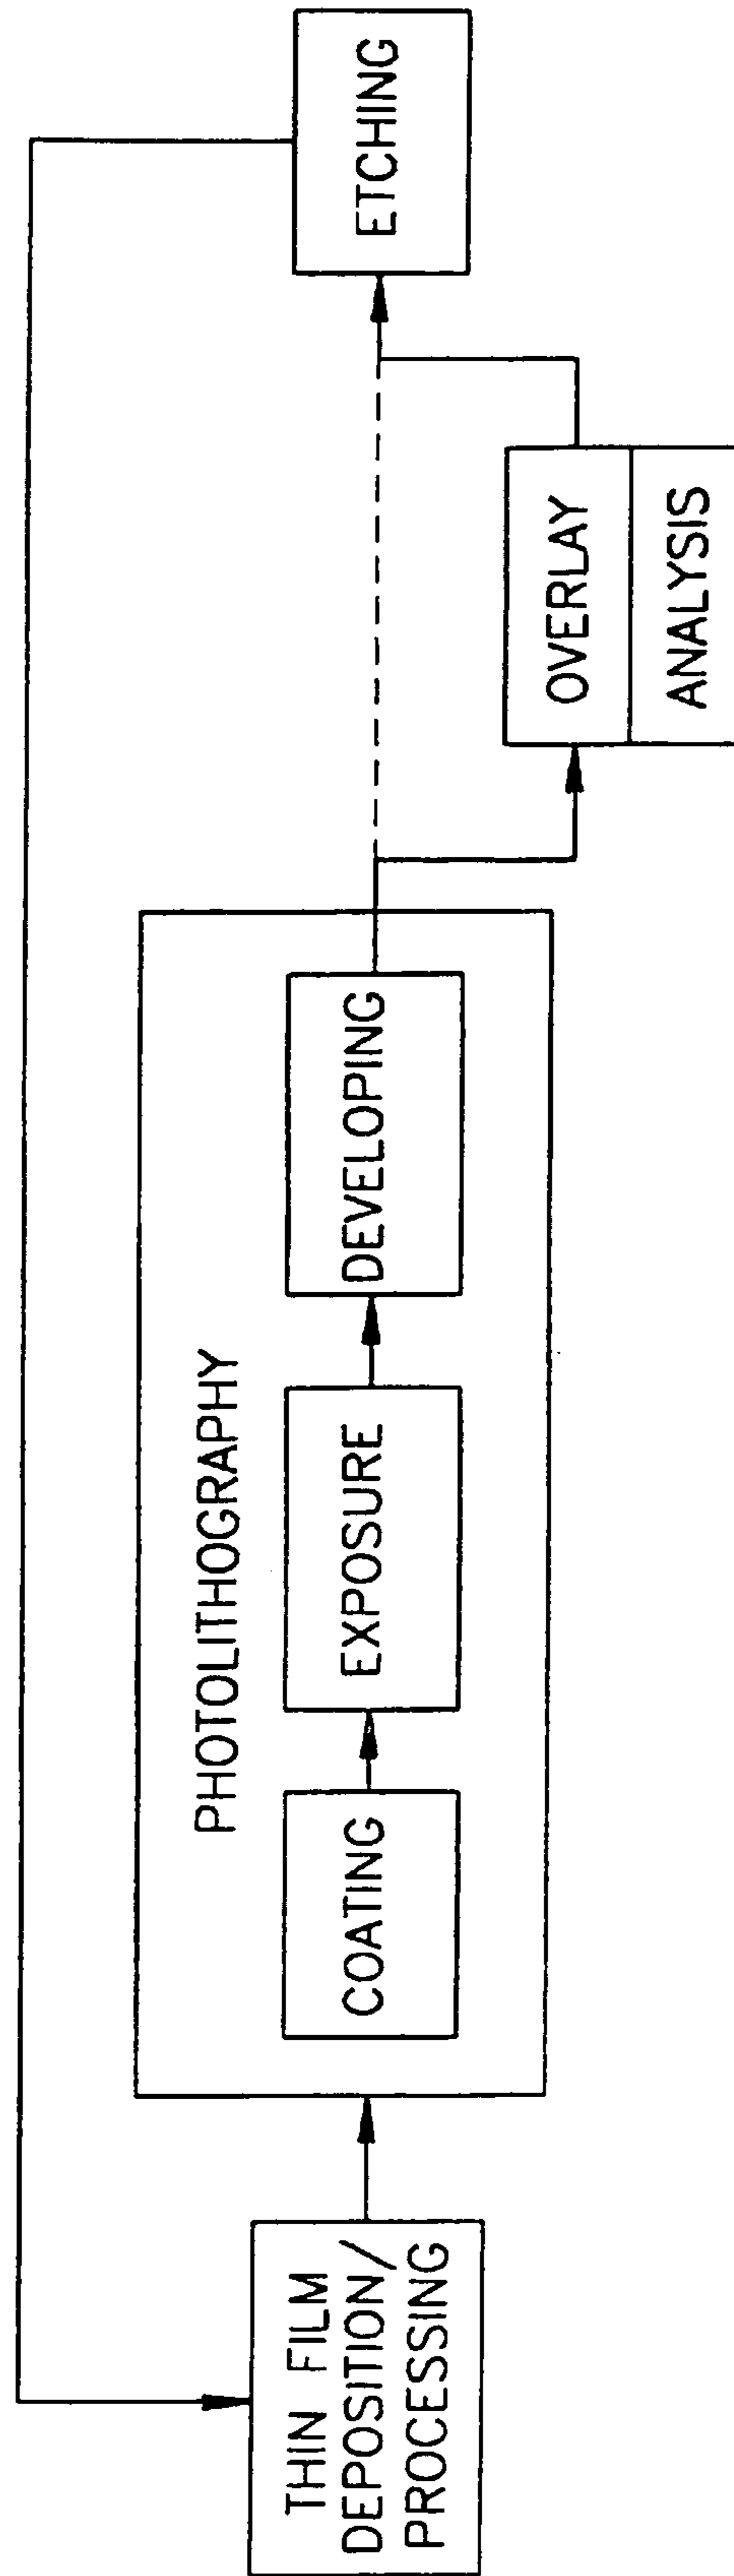 THIN FILM
DEPOSITION/
PROCESSING
PHOTOLITHOGRAPHY
COATING
EXPOSURE
DEVELOPING
OVERLAY
ANALYSIS
ETCHING